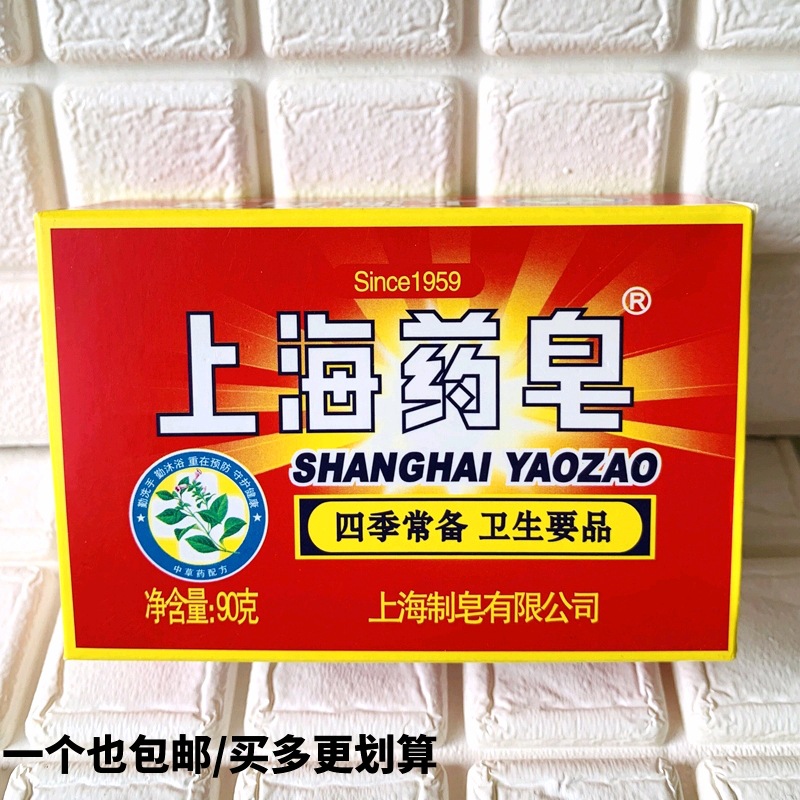 Since1959
上海药皂®
SHANGHAI YAOZAO
勤洗手 勤沐浴 重在预防 守护健康
中草药配方
四季常备 卫生要品
净含量:90克
上海制皂有限公司
一个也包邮/买多更划算